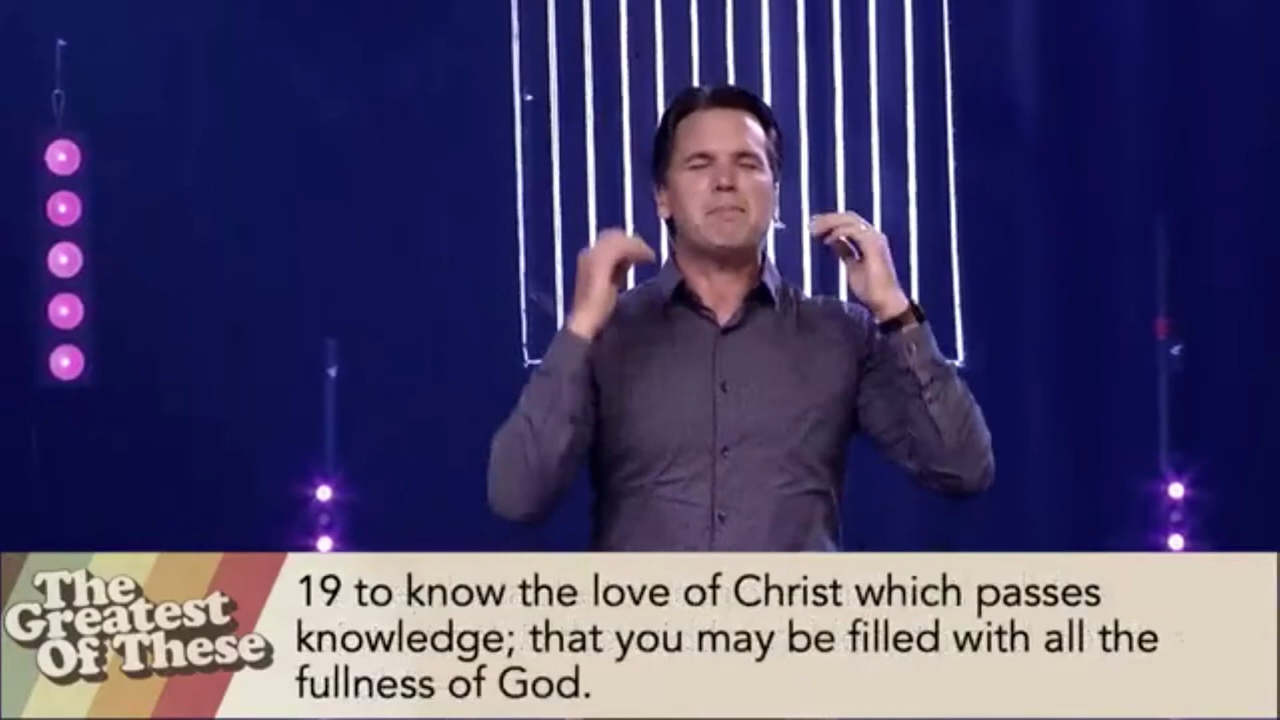 The
Greatest
Of These
19 to know the love of Christ which passes
knowledge; that you may be filled with all the
fullness of God.